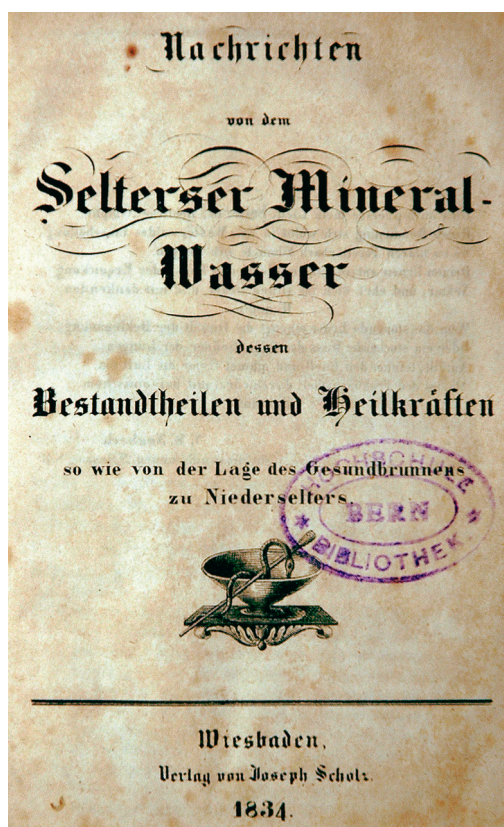 Nachrichten
von dem
Selterser Mineral-
Wasser
dessen
Bestandtheilen und Heilkräften
so wie von der Lage des Gesundbrunnens
zu Niederselters.
HOCHSCHULE
BERN
BIBLIOTHEK
Wiesbaden,
Verlag von Joseph Scholz.
1834.